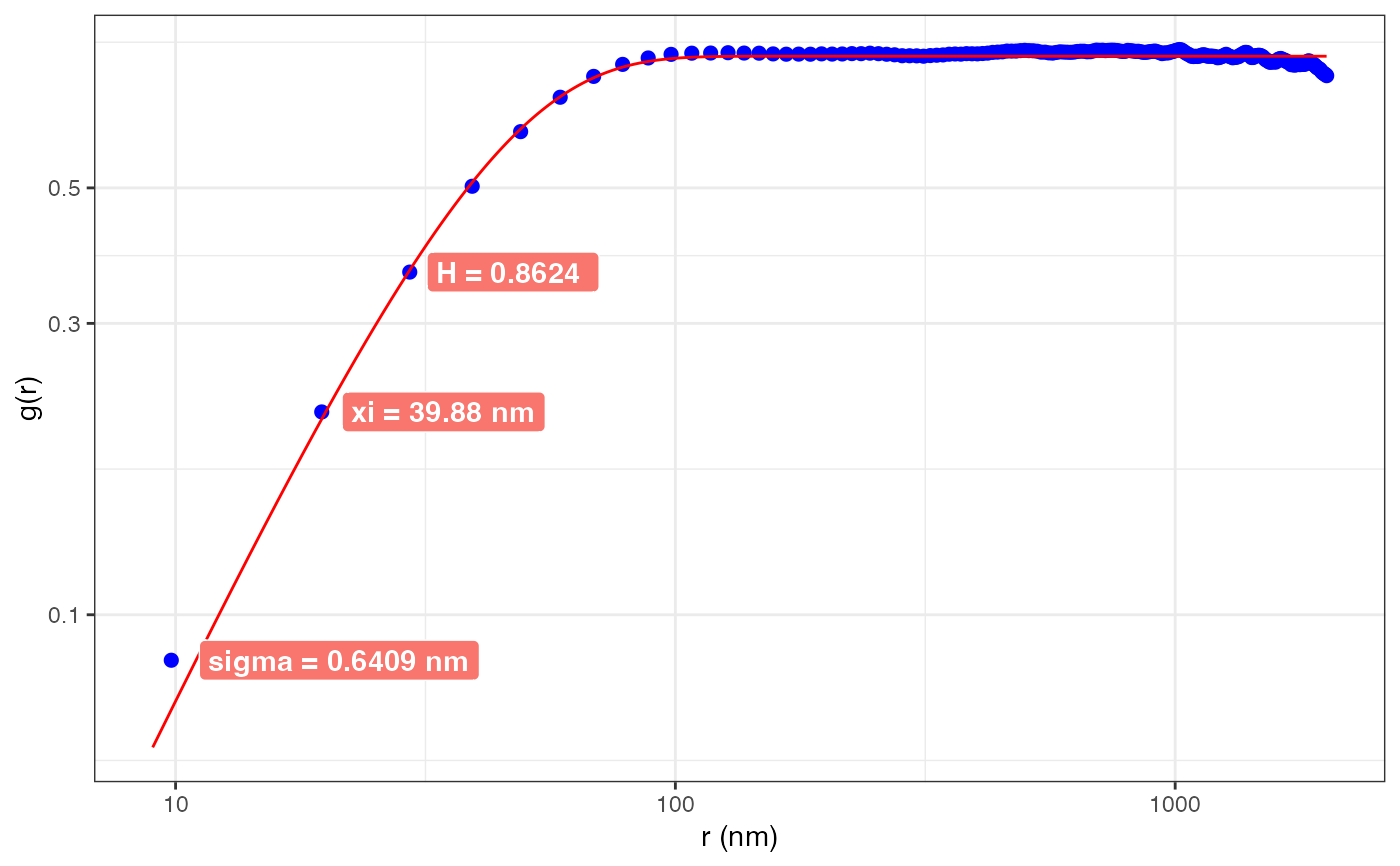 0.5
H = 0.8624
0.3
g(r)
xi = 39.88 nm
0.1
sigma = 0.6409 nm
10
100
1000
r (nm)